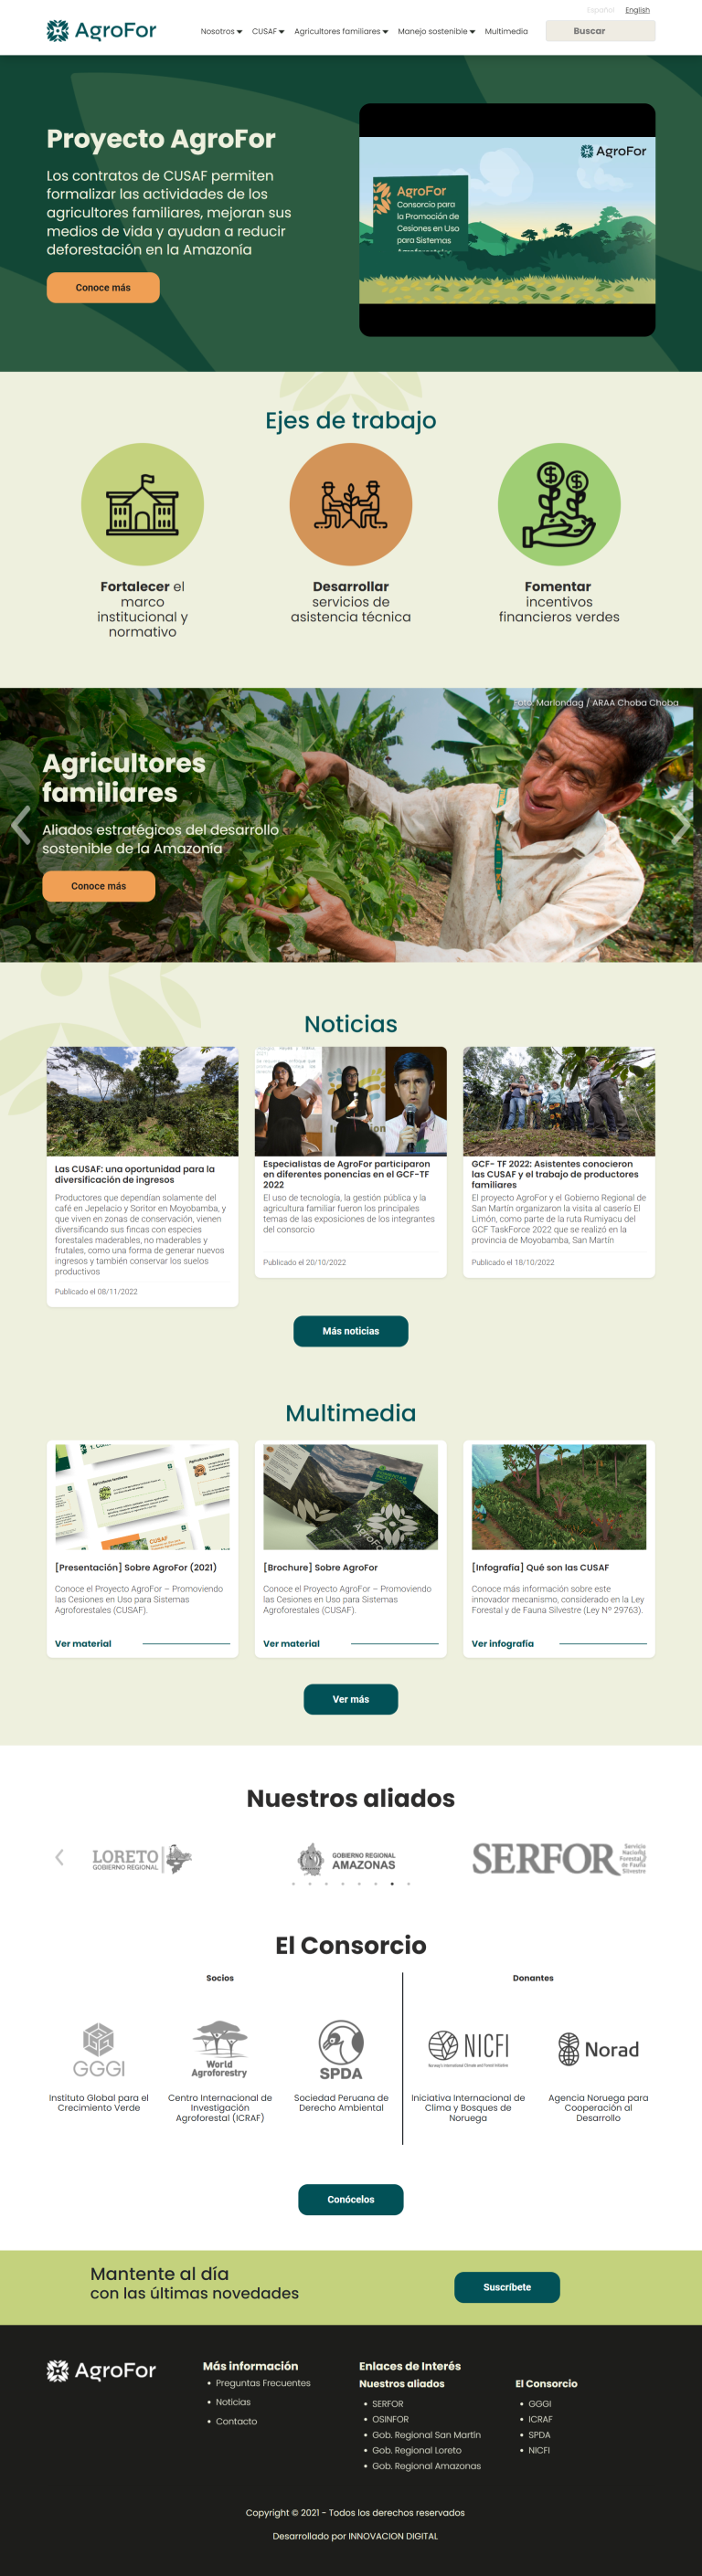 Español English
AgroFor
Nosotros CUSAF Agricultores familiares Manejo sostenible Multimedia
Buscar
Proyecto AgroFor
Los contratos de CUSAF permiten
formalizar las actividades de los
agricultores familiares, mejoran sus
medios de vida y ayudan a reducir
deforestación en la Amazonía
Conoce más
AgroFor
AgroFor
Consorcio para
la Promoción de
Cesiones en Uso
para Sistemas
Ejes de trabajo
Fortalecer el
marco
institucional y
normativo
Desarrollar
servicios de
asistencia técnica
Fomentar
incentivos
financieros verdes
Foto: Marlondag / ARAA Choba Choba
Agricultores
familiares
Aliados estratégicos del desarrollo
sostenible de la Amazonía
Conoce más
Noticias
Las CUSAF: una oportunidad para la
diversificación de ingresos
Productores que dependían solamente del
café en Jepelacio y Soritor en Moyobamba, y
que viven en zonas de conservación, vienen
diversificando sus fincas con especies
forestales maderables, no maderables y
frutales, como una forma de generar nuevos
ingresos y también conservar los suelos
productivos
Publicado el 08/11/2022
Especialistas de AgroFor participaron
en diferentes ponencias en el GCF-TF
2022
El uso de tecnología, la gestión pública y la
agricultura familiar fueron los principales
temas de las exposiciones de los integrantes
del consorcio
Publicado el 20/10/2022
GCF- TF 2022: Asistentes conocieron
las CUSAF y el trabajo de productores
familiares
El proyecto AgroFor y el Gobierno Regional de
San Martín organizaron la visita al caserío El
Limón, como parte de la ruta Rumiyacu del
GCF TaskForce 2022 que se realizó en la
provincia de Moyobamba, San Martín
Publicado el 18/10/2022
Más noticias
Multimedia
CUSAF
AgroFor
[Presentación] Sobre AgroFor (2021)
Conoce el Proyecto AgroFor – Promoviendo
las Cesiones en Uso para Sistemas
Agroforestales (CUSAF).
Ver material
[Brochure] Sobre AgroFor
Conoce el Proyecto AgroFor – Promoviendo
las Cesiones en Uso para Sistemas
Agroforestales (CUSAF).
Ver material
[Infografía] Qué son las CUSAF
Conoce más información sobre este
innovador mecanismo, considerado en la Ley
Forestal y de Fauna Silvestre (Ley Nº 29763).
Ver infografía
Ver más
Nuestros aliados
LORETO
GOBIERNO REGIONAL
GOBIERNO REGIONAL
AMAZONAS
SERFOR
Servicio
Nacional
Forestal y
de Fauna
Silvestre
El Consorcio
Socios
Donantes
GGGI
World
Agroforestry
SPDA
NICFI
Norway's International Climate and Forest Initiative
Norad
Instituto Global para el
Crecimiento Verde
Centro Internacional de
Investigación
Agroforestal (ICRAF)
Sociedad Peruana de
Derecho Ambiental
Iniciativa Internacional de
Clima y Bosques de
Noruega
Agencia Noruega para
Cooperación al
Desarrollo
Conócelos
Mantente al día
con las últimas novedades
Suscríbete
AgroFor
Más información
Preguntas Frecuentes
Noticias
Contacto
Enlaces de Interés
Nuestros aliados
SERFOR
OSINFOR
Gob. Regional San Martín
Gob. Regional Loreto
Gob. Regional Amazonas
El Consorcio
GGGI
ICRAF
SPDA
NICFI
Copyright © 2021 - Todos los derechos reservados
Desarrollado por INNOVACION DIGITAL